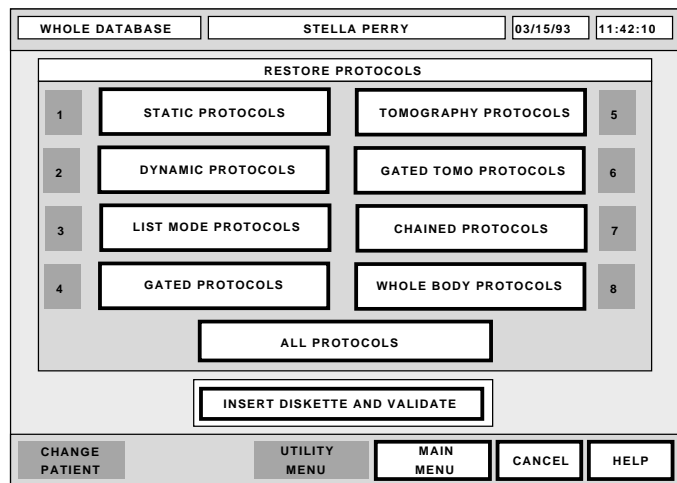 WHOLE DATABASE STELLA PERRY 03/15/93 11:42:10
RESTORE PROTOCOLS
1 STATIC PROTOCOLS TOMOGRAPHY PROTOCOLS 5
2 DYNAMIC PROTOCOLS GATED TOMO PROTOCOLS 6
3 LIST MODE PROTOCOLS CHAINED PROTOCOLS 7
4 GATED PROTOCOLS WHOLE BODY PROTOCOLS 8
ALL PROTOCOLS
INSERT DISKETTE AND VALIDATE
CHANGE PATIENT UTILITY MENU MAIN MENU CANCEL HELP